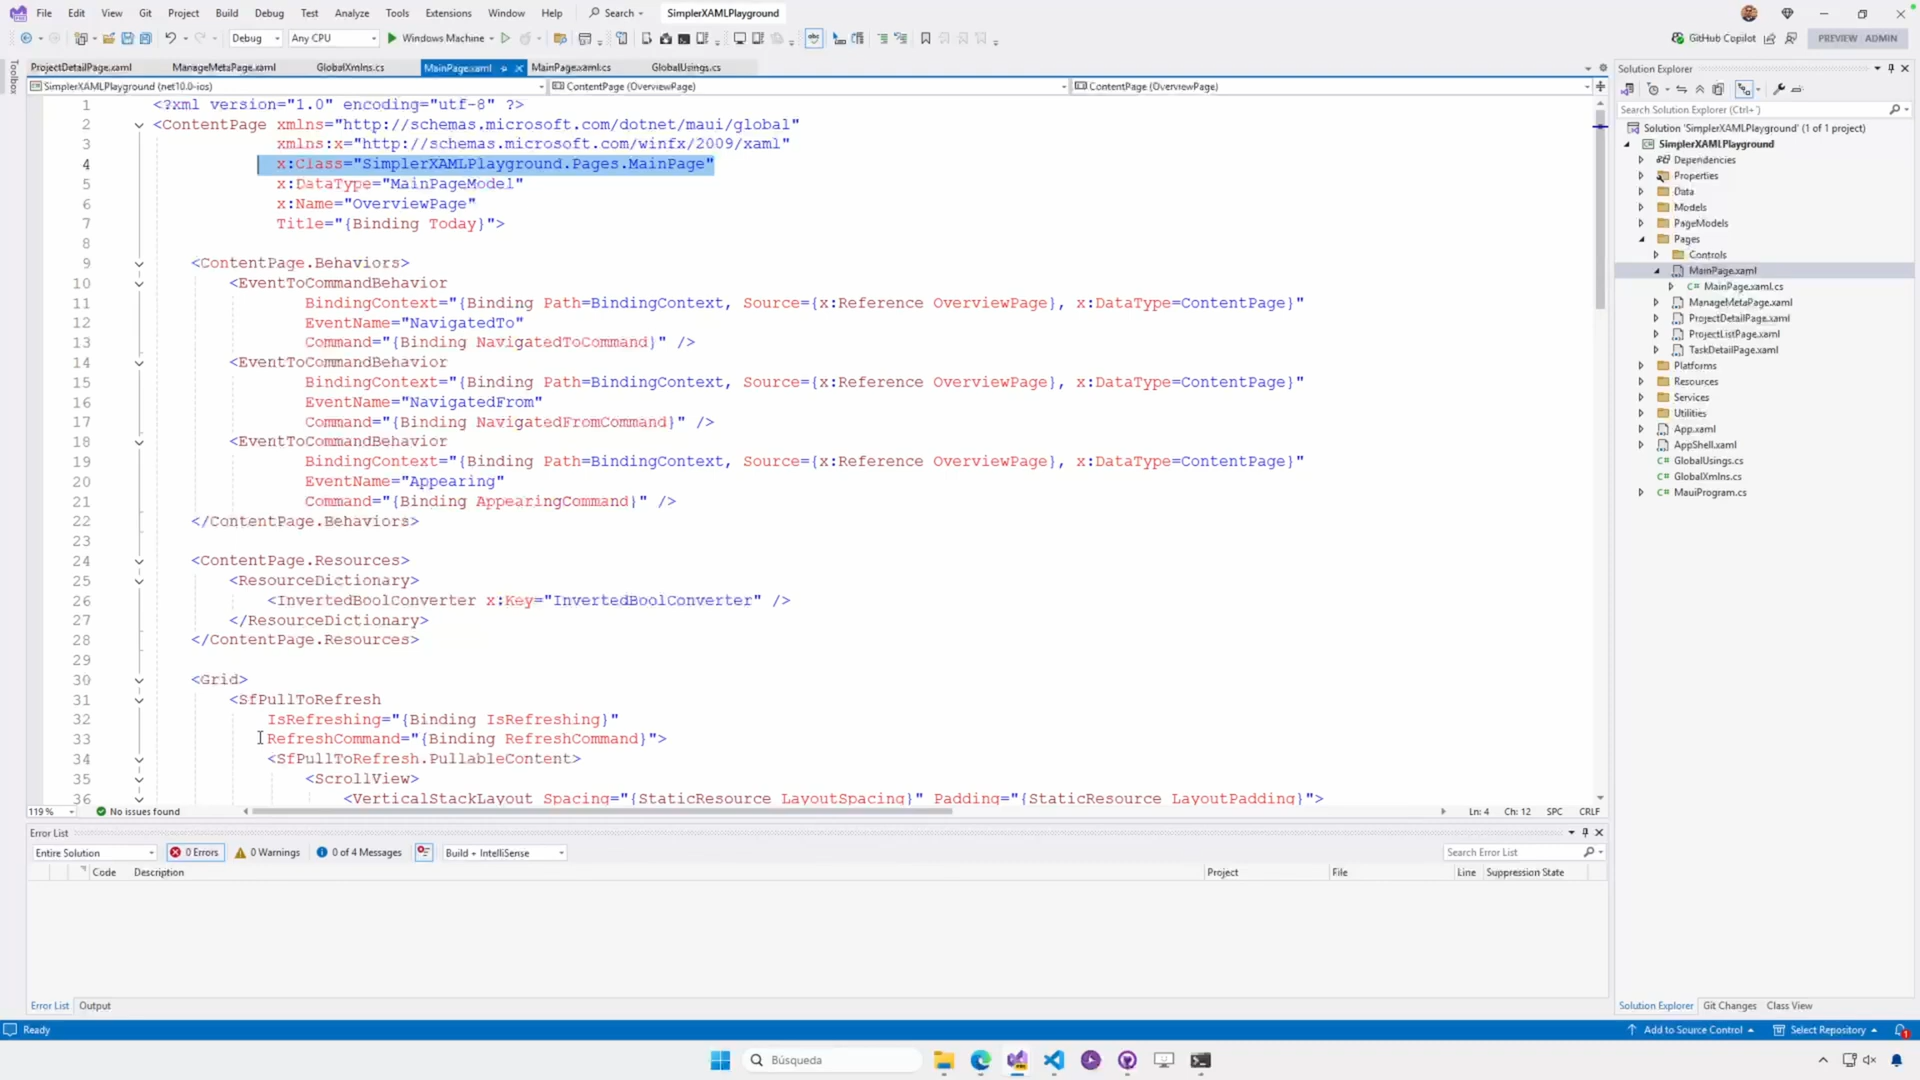 File Edit View Git Project Build Debug Test Analyze Tools Extensions Window Help Search SimplerXAMLPlayground
Debug Any CPU Windows Machine GitHub Copilot PREVIEW ADMIN
Toolbox
ProjectDetailPage.xaml ManageMetaPage.xaml GlobalXmlns.cs MainPage.xaml MainPage.xaml.cs GlobalUsings.cs
SimplerXAMLPlayground (net10.0-ios) ContentPage (OverviewPage) ContentPage (OverviewPage)
1 <?xml version="1.0" encoding="utf-8" ?>
2 <ContentPage xmlns="http://schemas.microsoft.com/dotnet/maui/global"
3 xmlns:x="http://schemas.microsoft.com/winfx/2009/xaml"
4 x:Class="SimplerXAMLPlayground.Pages.MainPage"
5 x:DataType="MainPageModel"
6 x:Name="OverviewPage"
7 Title="{Binding Today}">
8
9 <ContentPage.Behaviors>
10 <EventToCommandBehavior
11 BindingContext="{Binding Path=BindingContext, Source={x:Reference OverviewPage}, x:DataType=ContentPage}"
12 EventName="NavigatedTo"
13 Command="{Binding NavigatedToCommand}" />
14 <EventToCommandBehavior
15 BindingContext="{Binding Path=BindingContext, Source={x:Reference OverviewPage}, x:DataType=ContentPage}"
16 EventName="NavigatedFrom"
17 Command="{Binding NavigatedFromCommand}" />
18 <EventToCommandBehavior
19 BindingContext="{Binding Path=BindingContext, Source={x:Reference OverviewPage}, x:DataType=ContentPage}"
20 EventName="Appearing"
21 Command="{Binding AppearingCommand}" />
22 </ContentPage.Behaviors>
23
24 <ContentPage.Resources>
25 <ResourceDictionary>
26 <InvertedBoolConverter x:Key="InvertedBoolConverter" />
27 </ResourceDictionary>
28 </ContentPage.Resources>
29
30 <Grid>
31 <SfPullToRefresh
32 IsRefreshing="{Binding IsRefreshing}"
33 RefreshCommand="{Binding RefreshCommand}">
34 <SfPullToRefresh.PullableContent>
35 <ScrollView>
36 <VerticalStackLayout Spacing="{StaticResource LayoutSpacing}" Padding="{StaticResource LayoutPadding}">
119 % No issues found Ln: 4 Ch: 12 SPC CRLF
Error List
Entire Solution 0 Errors 0 Warnings 0 of 4 Messages Build + IntelliSense Search Error List
Code Description Project File Line Suppression State
Error List Output
Solution Explorer
Search Solution Explorer (Ctrl+')
Solution 'SimplerXAMLPlayground' (1 of 1 project)
SimplerXAMLPlayground
Dependencies
Properties
Data
Models
PageModels
Pages
Controls
MainPage.xaml
C# MainPage.xaml.cs
ManageMetaPage.xaml
ProjectDetailPage.xaml
ProjectListPage.xaml
TaskDetailPage.xaml
Platforms
Resources
Services
Utilities
App.xaml
AppShell.xaml
C# GlobalUsings.cs
C# GlobalXmlns.cs
C# MauiProgram.cs
Solution Explorer Git Changes Class View
Ready Add to Source Control Select Repository 1
Búsqueda